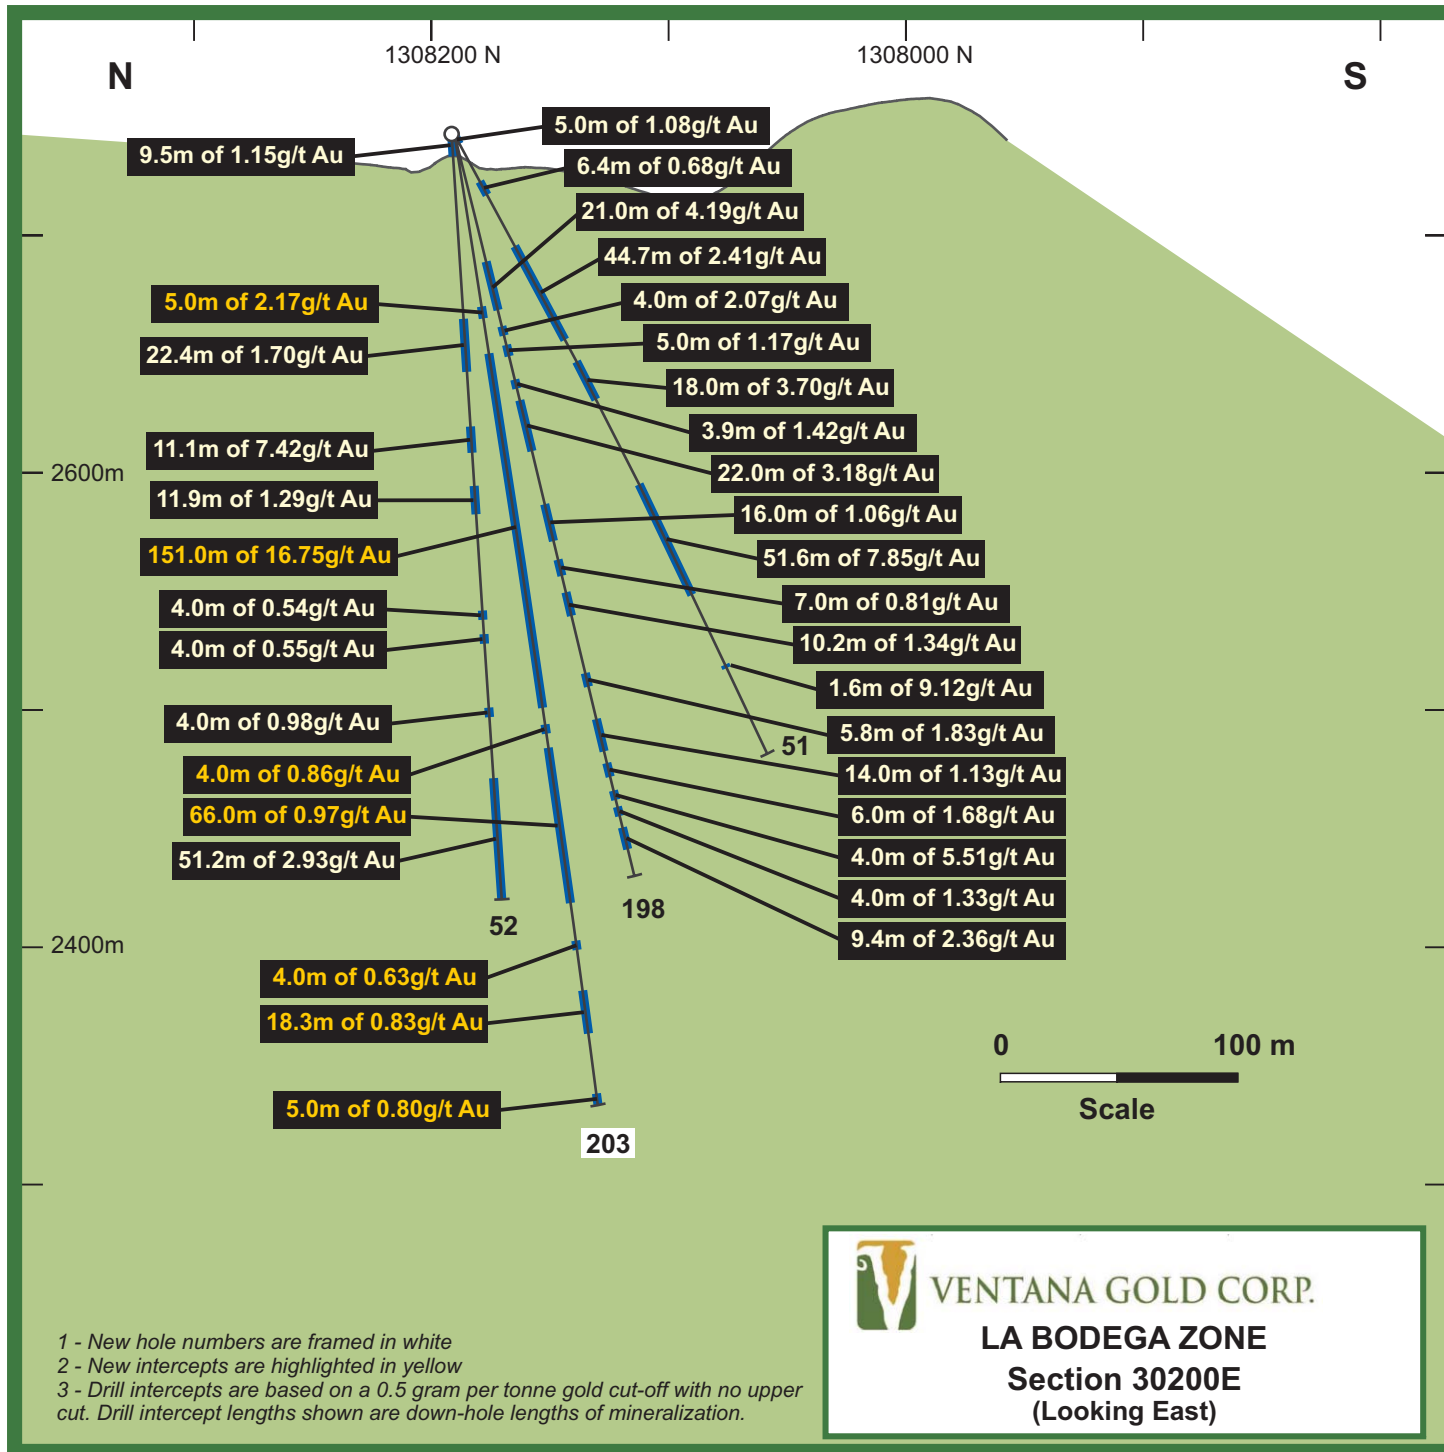 1308200 N
1308000 N
N
S
5.0m of 1.08g/t Au
9.5m of 1.15g/t Au
6.4m of 0.68g/t Au
21.0m of 4.19g/t Au
44.7m of 2.41g/t Au
5.0m of 2.17g/t Au
4.0m of 2.07g/t Au
22.4m of 1.70g/t Au
5.0m of 1.17g/t Au
18.0m of 3.70g/t Au
3.9m of 1.42g/t Au
11.1m of 7.42g/t Au
2600m
22.0m of 3.18g/t Au
11.9m of 1.29g/t Au
16.0m of 1.06g/t Au
151.0m of 16.75g/t Au
51.6m of 7.85g/t Au
4.0m of 0.54g/t Au
7.0m of 0.81g/t Au
4.0m of 0.55g/t Au
10.2m of 1.34g/t Au
1.6m of 9.12g/t Au
4.0m of 0.98g/t Au
5.8m of 1.83g/t Au
51
4.0m of 0.86g/t Au
14.0m of 1.13g/t Au
66.0m of 0.97g/t Au
6.0m of 1.68g/t Au
51.2m of 2.93g/t Au
4.0m of 5.51g/t Au
4.0m of 1.33g/t Au
198
52
9.4m of 2.36g/t Au
2400m
4.0m of 0.63g/t Au
18.3m of 0.83g/t Au
0 100 m
Scale
5.0m of 0.80g/t Au
203
VENTANA GOLD CORP.
LA BODEGA ZONE
Section 30200E
(Looking East)
1 - New hole numbers are framed in white
2 - New intercepts are highlighted in yellow
3 - Drill intercepts are based on a 0.5 gram per tonne gold cut-off with no upper
cut. Drill intercept lengths shown are down-hole lengths of mineralization.